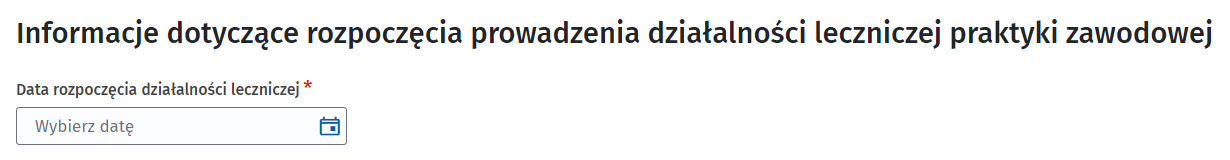 Informacje dotyczące rozpoczęcia prowadzenia działalności leczniczej praktyki zawodowej
Data rozpoczęcia działalności leczniczej *
Wybierz datę